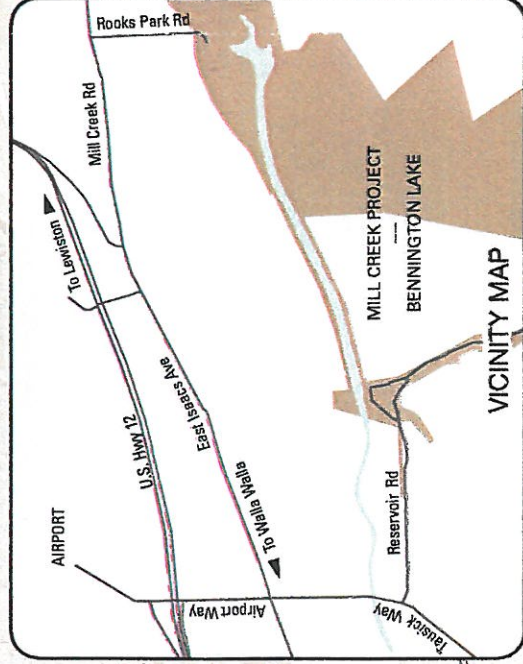 Rooks Park Rd
Mill Creek Rd
To Lewiston
U.S. Hwy 12
East Isaacs Ave
AIRPORT
To Walla Walla
Airport Way
MILL CREEK PROJECT
—
BENNINGTON LAKE
Reservoir Rd
Tausick Way
VICINITY MAP